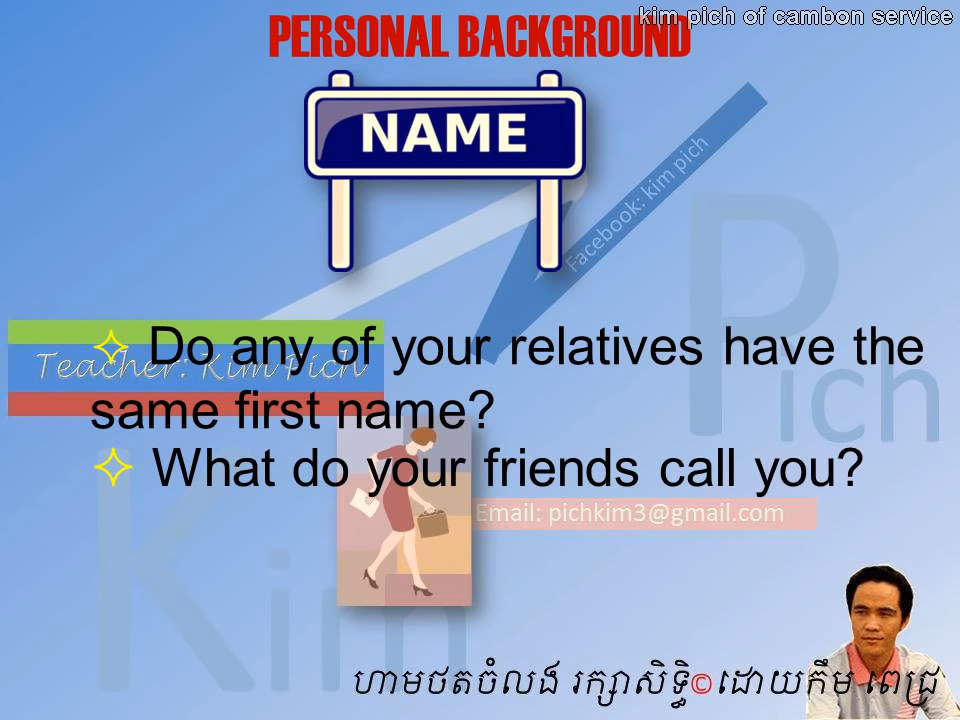 kim pich of cambon service
PERSONAL BACKGROUND
NAME
Facebook: kim pich
Pich
Teacher: Kim Pich
✧ Do any of your relatives have the
same first name?
✧ What do your friends call you?
Email: pichkim3@gmail.com
Kim
ហាមថតចំលង រក្សាសិទ្ធិ©ដោយកឹម ពេជ្រ